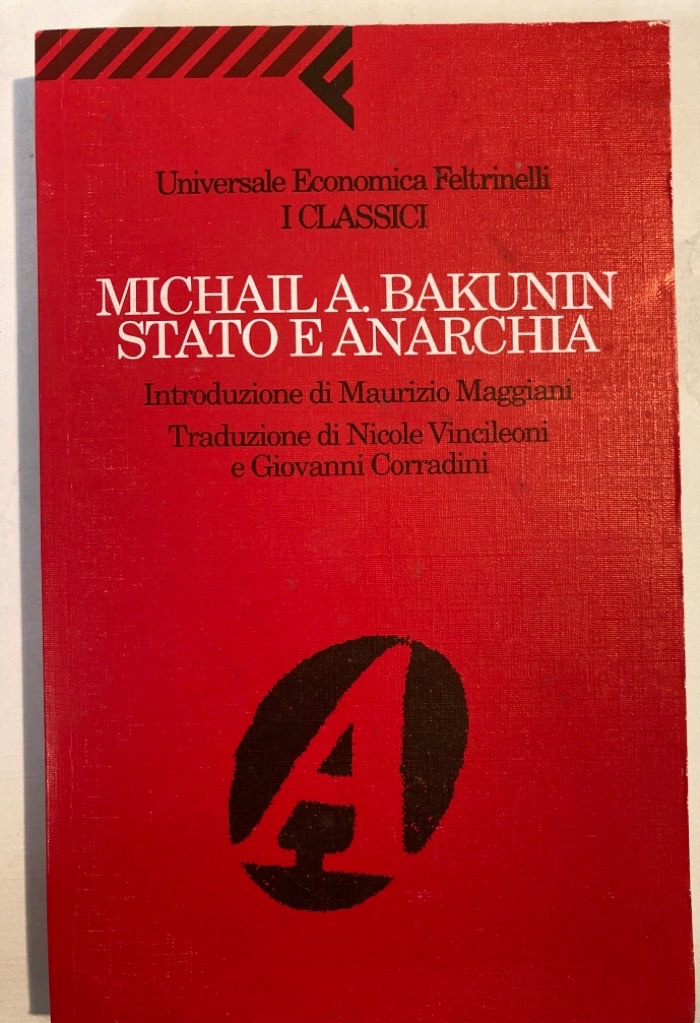 Universale Economica Feltrinelli
I CLASSICI
MICHAIL A. BAKUNIN
STATO E ANARCHIA
Introduzione di Maurizio Maggiani
Traduzione di Nicole Vincileoni
e Giovanni Corradini
A